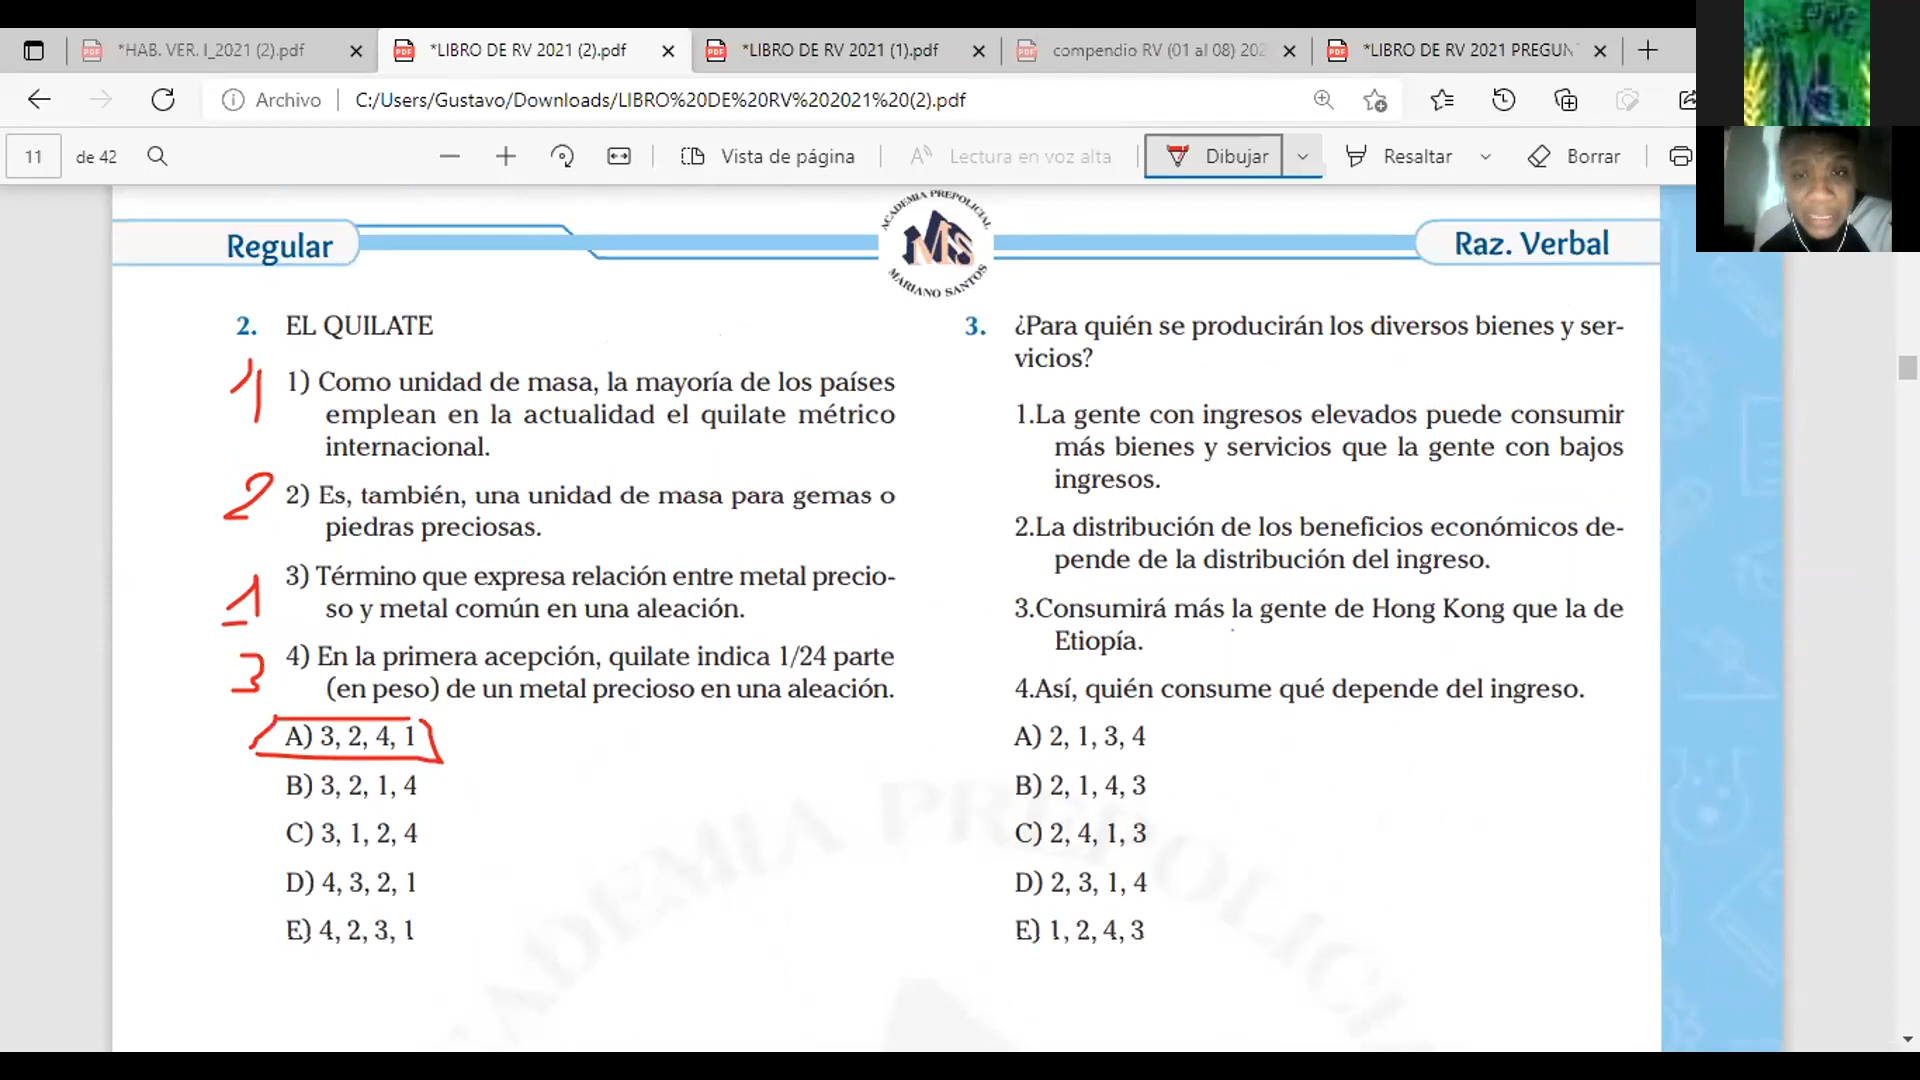 *HAB. VER. I_2021 (2).pdf
*LIBRO DE RV 2021 (2).pdf
*LIBRO DE RV 2021 (1).pdf
compendio RV (01 al 08) 202
*LIBRO DE RV 2021 PREGUN
Archivo
C:/Users/Gustavo/Downloads/LIBRO%20DE%20RV%202021%20(2).pdf
11 de 42
Vista de página
Lectura en voz alta
Dibujar
Resaltar
Borrar
Regular
ACADEMIA PREPOLICIAL
MS
MARIANO SANTOS
Raz. Verbal
2. EL QUILATE
1
1) Como unidad de masa, la mayoría de los países
emplean en la actualidad el quilate métrico
internacional.
2
2) Es, también, una unidad de masa para gemas o
piedras preciosas.
1
3) Término que expresa relación entre metal precio-
so y metal común en una aleación.
3
4) En la primera acepción, quilate indica 1/24 parte
(en peso) de un metal precioso en una aleación.
A) 3, 2, 4, 1
B) 3, 2, 1, 4
C) 3, 1, 2, 4
D) 4, 3, 2, 1
E) 4, 2, 3, 1
3. ¿Para quién se producirán los diversos bienes y ser-
vicios?
1.La gente con ingresos elevados puede consumir
más bienes y servicios que la gente con bajos
ingresos.
2.La distribución de los beneficios económicos de-
pende de la distribución del ingreso.
3.Consumirá más la gente de Hong Kong que la de
Etiopía.
4.Así, quién consume qué depende del ingreso.
A) 2, 1, 3, 4
B) 2, 1, 4, 3
C) 2, 4, 1, 3
D) 2, 3, 1, 4
E) 1, 2, 4, 3
ACADEMIA PREPOLICIA